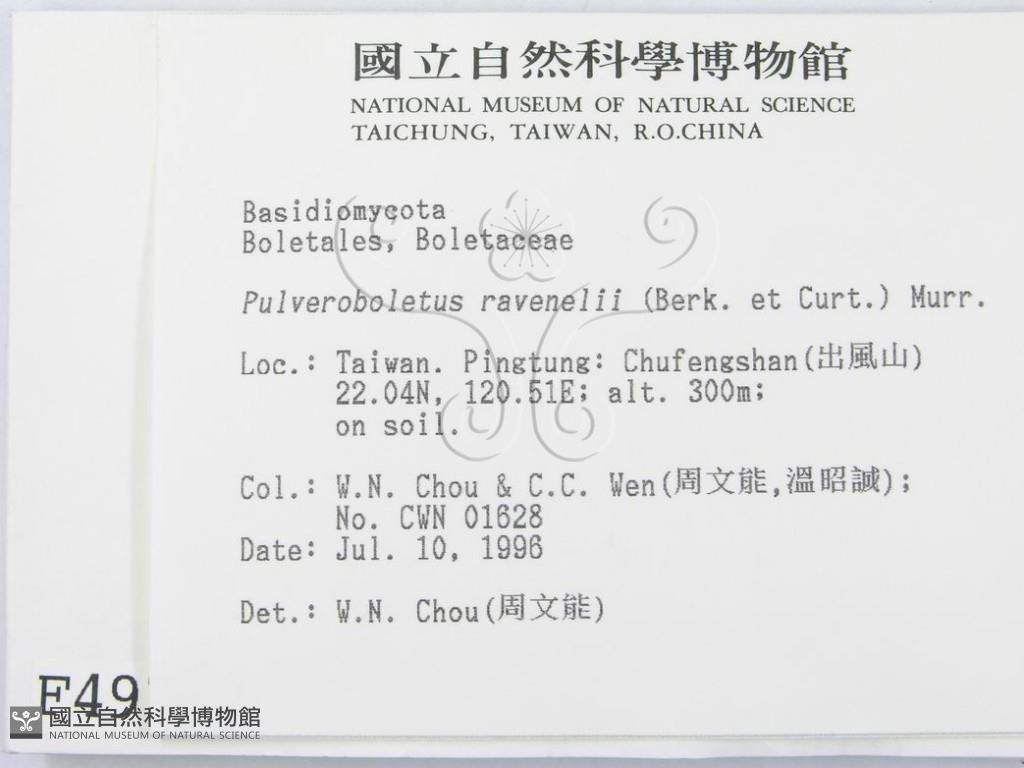 國立自然科學博物館
NATIONAL MUSEUM OF NATURAL SCIENCE
TAICHUNG, TAIWAN, R.O.CHINA
Basidiomycota
Boletales, Boletaceae
Pulveroboletus ravenelii (Berk. et Curt.) Murr.
Loc.: Taiwan. Pingtung: Chufengshan(出風山)
22.04N, 120.51E; alt. 300m;
on soil.
Col.: W.N. Chou & C.C. Wen(周文能,溫昭誠);
No. CWN 01628
Date: Jul. 10, 1996
Det.: W.N. Chou(周文能)
F49
國立自然科學博物館
NATIONAL MUSEUM OF NATURAL SCIENCE